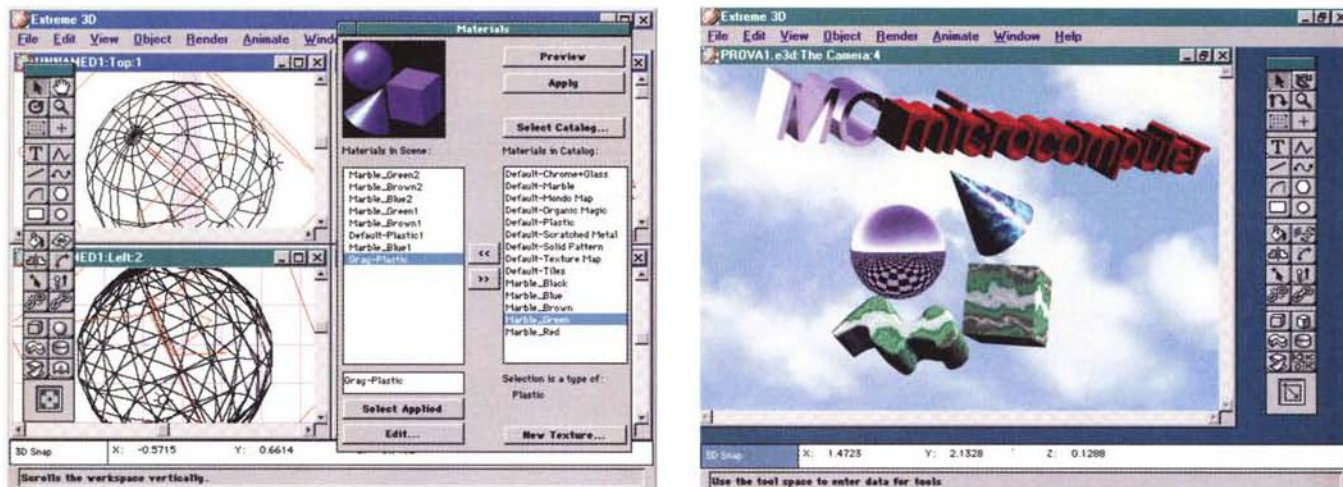 Extreme 3D
File Edit View Object Render Animate
UNNAMED1:Top:1
Materials
Preview
Apply
Select Catalog...
Materials in Scene:
Marble_Green2
Marble_Brown2
Marble_Blue2
Marble_Green1
Marble_Brown1
Default-Plastic1
Marble_Blue1
Gray-Plastic
<<
>>
Materials in Catalog:
Default-Chrome+Glass
Default-Marble
Default-Mondo Map
Default-Organic Magic
Default-Plastic
Default-Scratched Metal
Default-Solid Pattern
Default-Texture Map
Default-Tiles
Marble_Black
Marble_Blue
Marble_Brown
Marble_Green
Marble_Red
Gray-Plastic
Select Applied
Edit...
Selection is a type of:
Plastic
New Texture...
NAMED1:Left:2
T
3D Snap X: -0.5715 Y: 0.6614
Scrolls the workspace vertically.
Extreme 3D
File Edit View Object Render Animate Window Help
PROVA1.e3d:The Camera:4
MC microcomputer
T
3D Snap X: 1.4723 Y: 2.1328 Z: 0.1288
Use the tool space to enter data for tools